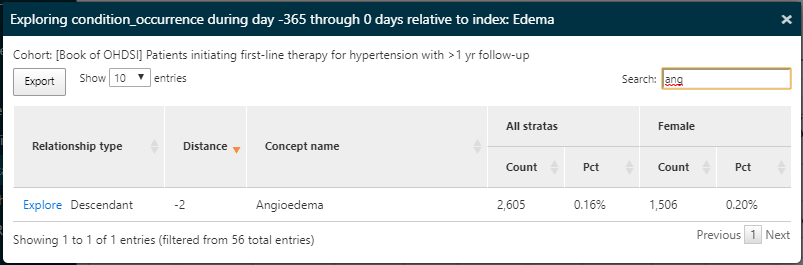 Exploring condition_occurrence during day -365 through 0 days relative to index: Edema ×
Cohort: [Book of OHDSI] Patients initiating first-line therapy for hypertension with >1 yr follow-up
Export Show 10 entries Search: ang
All stratas Female
Relationship type Distance Concept name
Count Pct Count Pct
Explore Descendant -2 Angioedema 2,605 0.16% 1,506 0.20%
Showing 1 to 1 of 1 entries (filtered from 56 total entries) Previous 1 Next